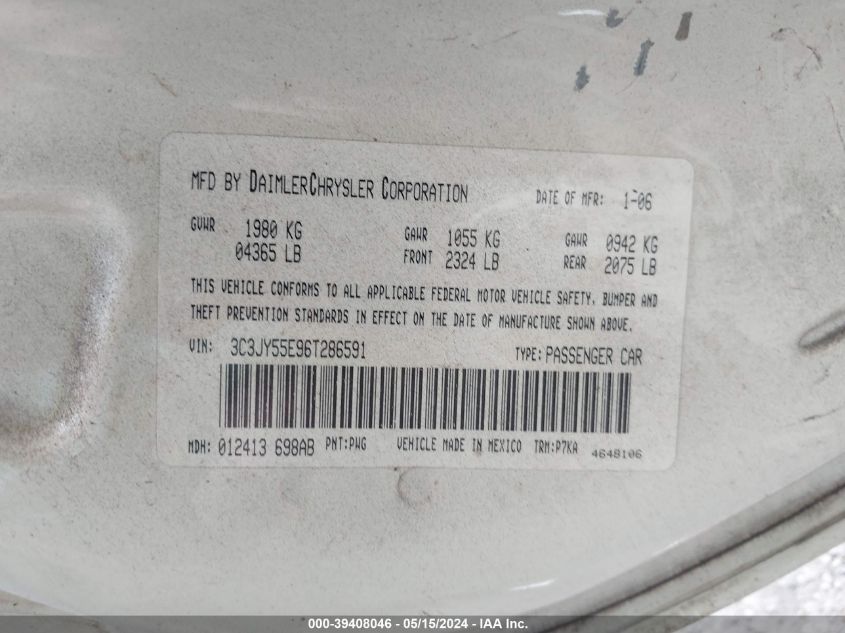 MFD BY DAIMLERCHRYSLER CORPORATION DATE OF MFR: 1-06
GVWR 1980 KG GAWR 1055 KG GAWR 0942 KG
04365 LB FRONT 2324 LB REAR 2075 LB
THIS VEHICLE CONFORMS TO ALL APPLICABLE FEDERAL MOTOR VEHICLE SAFETY, BUMPER AND
THEFT PREVENTION STANDARDS IN EFFECT ON THE DATE OF MANUFACTURE SHOWN ABOVE.
VIN: 3C3JY55E96T286591 TYPE: PASSENGER CAR
MDH: 012413 698AB PNT:PWG VEHICLE MADE IN MEXICO TRM:P7KA 4648106
000-39408046 - 05/15/2024 - IAA Inc.